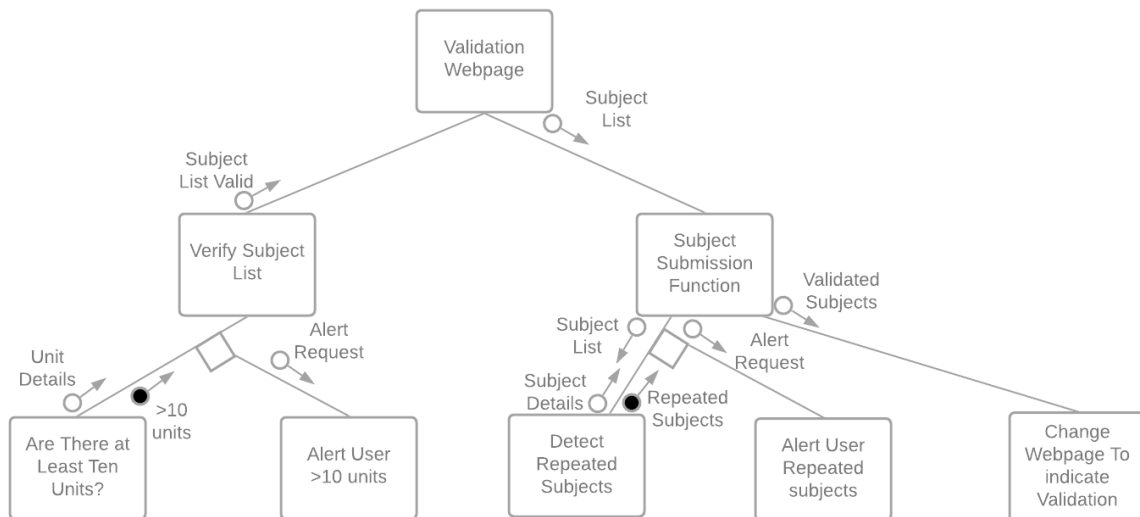 Validation
Webpage
Subject
List
Subject
List Valid
Verify Subject
List
Subject
Submission
Function
Validated
Subjects
Unit
Details
>10
units
Alert
Request
Subject
List
Subject
Details
Repeated
Subjects
Alert
Request
Are There at
Least Ten
Units?
Alert User
>10 units
Detect
Repeated
Subjects
Alert User
Repeated
subjects
Change
Webpage To
indicate
Validation